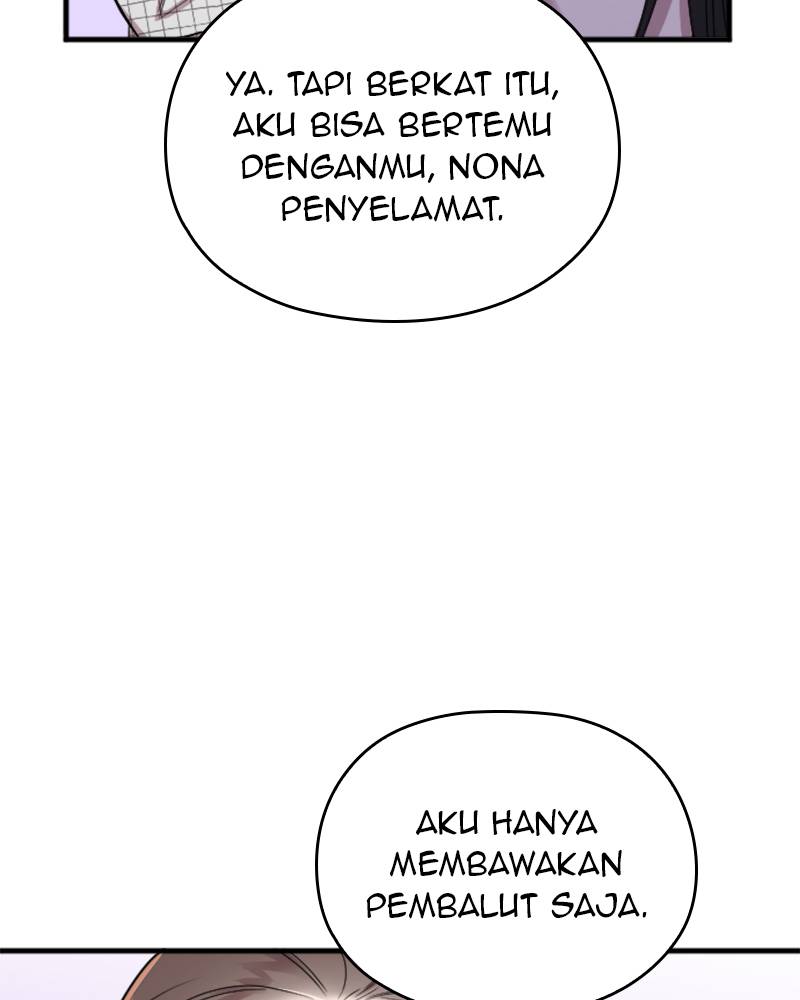 YA. TAPI BERKAT ITU,
AKU BISA BERTEMU
DENGANMU, NONA
PENYELAMAT.
AKU HANYA
MEMBAWAKAN
PEMBALUT SAJA.